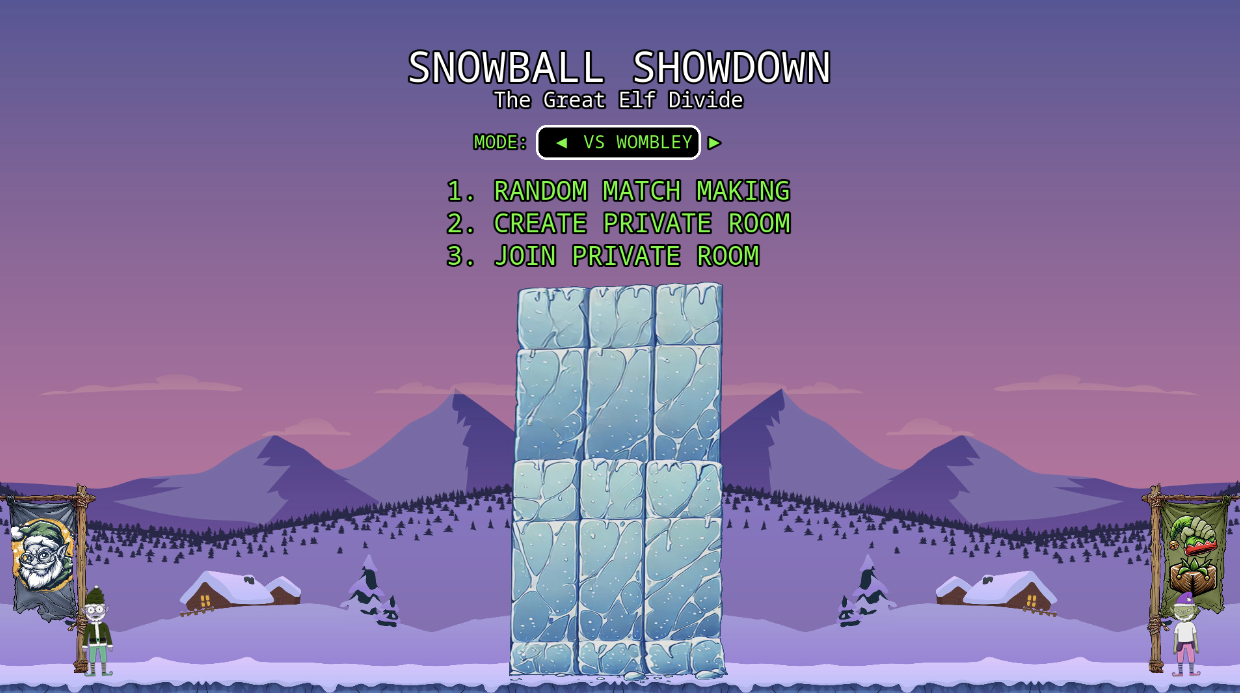 SNOWBALL SHOWDOWN
The Great Elf Divide
MODE: ◄ VS WOMBLEY ►
1. RANDOM MATCH MAKING
2. CREATE PRIVATE ROOM
3. JOIN PRIVATE ROOM